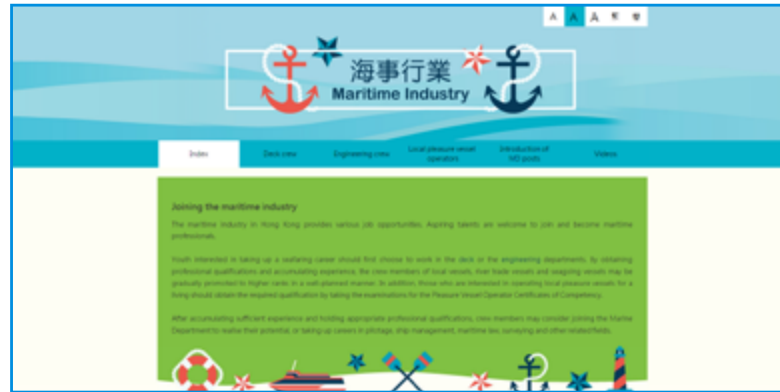 A A A 繁 簡
海事行業
Maritime Industry
Index Deck crew Engineering crew Local pleasure vessel operators Introduction of MD posts Videos
Joining the maritime industry
The maritime industry in Hong Kong provides various job opportunities. Aspiring talents are welcome to join and become maritime
professionals.
Youth interested in taking up a seafaring career should first choose to work in the deck or the engineering departments. By obtaining
professional qualifications and accumulating experience, the crew members of local vessels, river trade vessels and seagoing vessels may be
gradually promoted to higher ranks in a well-planned manner. In addition, those who are interested in operating local pleasure vessels for a
living should obtain the required qualification by taking the examinations for the Pleasure Vessel Operator Certificates of Competency.
After accumulating sufficient experience and holding appropriate professional qualifications, crew members may consider joining the Marine
Department to realise their potential, or taking up careers in pilotage, ship management, maritime law, surveying and other related fields.